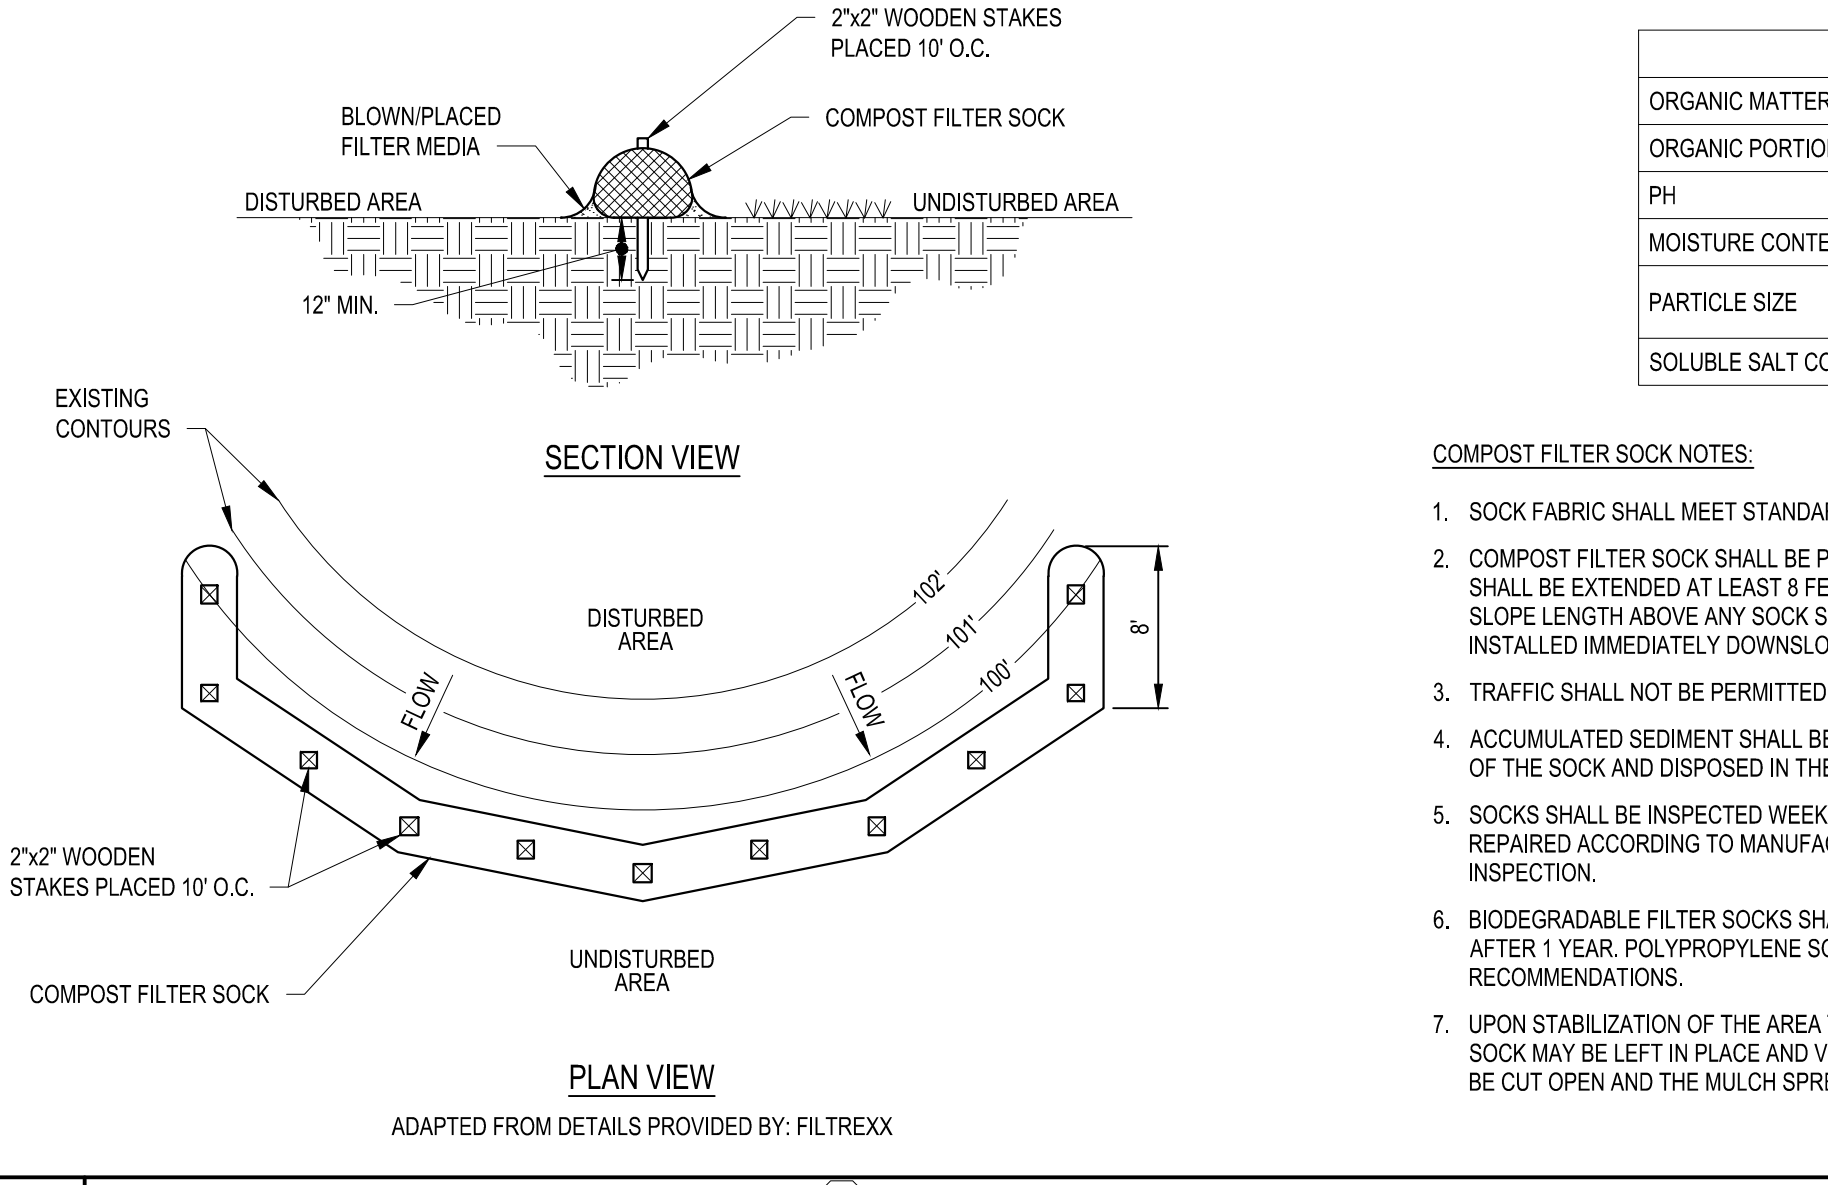 2"x2" WOODEN STAKES
PLACED 10' O.C.
BLOWN/PLACED
FILTER MEDIA
COMPOST FILTER SOCK
DISTURBED AREA
UNDISTURBED AREA
12" MIN.
SECTION VIEW
EXISTING
CONTOURS
102'
101'
100'
DISTURBED
AREA
FLOW
FLOW
8'
2"x2" WOODEN
STAKES PLACED 10' O.C.
COMPOST FILTER SOCK
UNDISTURBED
AREA
PLAN VIEW
ADAPTED FROM DETAILS PROVIDED BY: FILTREXX
ORGANIC MATTER
ORGANIC PORTIO
PH
MOISTURE CONTE
PARTICLE SIZE
SOLUBLE SALT CO
COMPOST FILTER SOCK NOTES:
1. SOCK FABRIC SHALL MEET STANDA
2. COMPOST FILTER SOCK SHALL BE P
SHALL BE EXTENDED AT LEAST 8 FE
SLOPE LENGTH ABOVE ANY SOCK S
INSTALLED IMMEDIATELY DOWNSLO
3. TRAFFIC SHALL NOT BE PERMITTED
4. ACCUMULATED SEDIMENT SHALL BE
OF THE SOCK AND DISPOSED IN THE
5. SOCKS SHALL BE INSPECTED WEEK
REPAIRED ACCORDING TO MANUFA
INSPECTION.
6. BIODEGRADABLE FILTER SOCKS SHA
AFTER 1 YEAR. POLYPROPYLENE SO
RECOMMENDATIONS.
7. UPON STABILIZATION OF THE AREA
SOCK MAY BE LEFT IN PLACE AND V
BE CUT OPEN AND THE MULCH SPRE